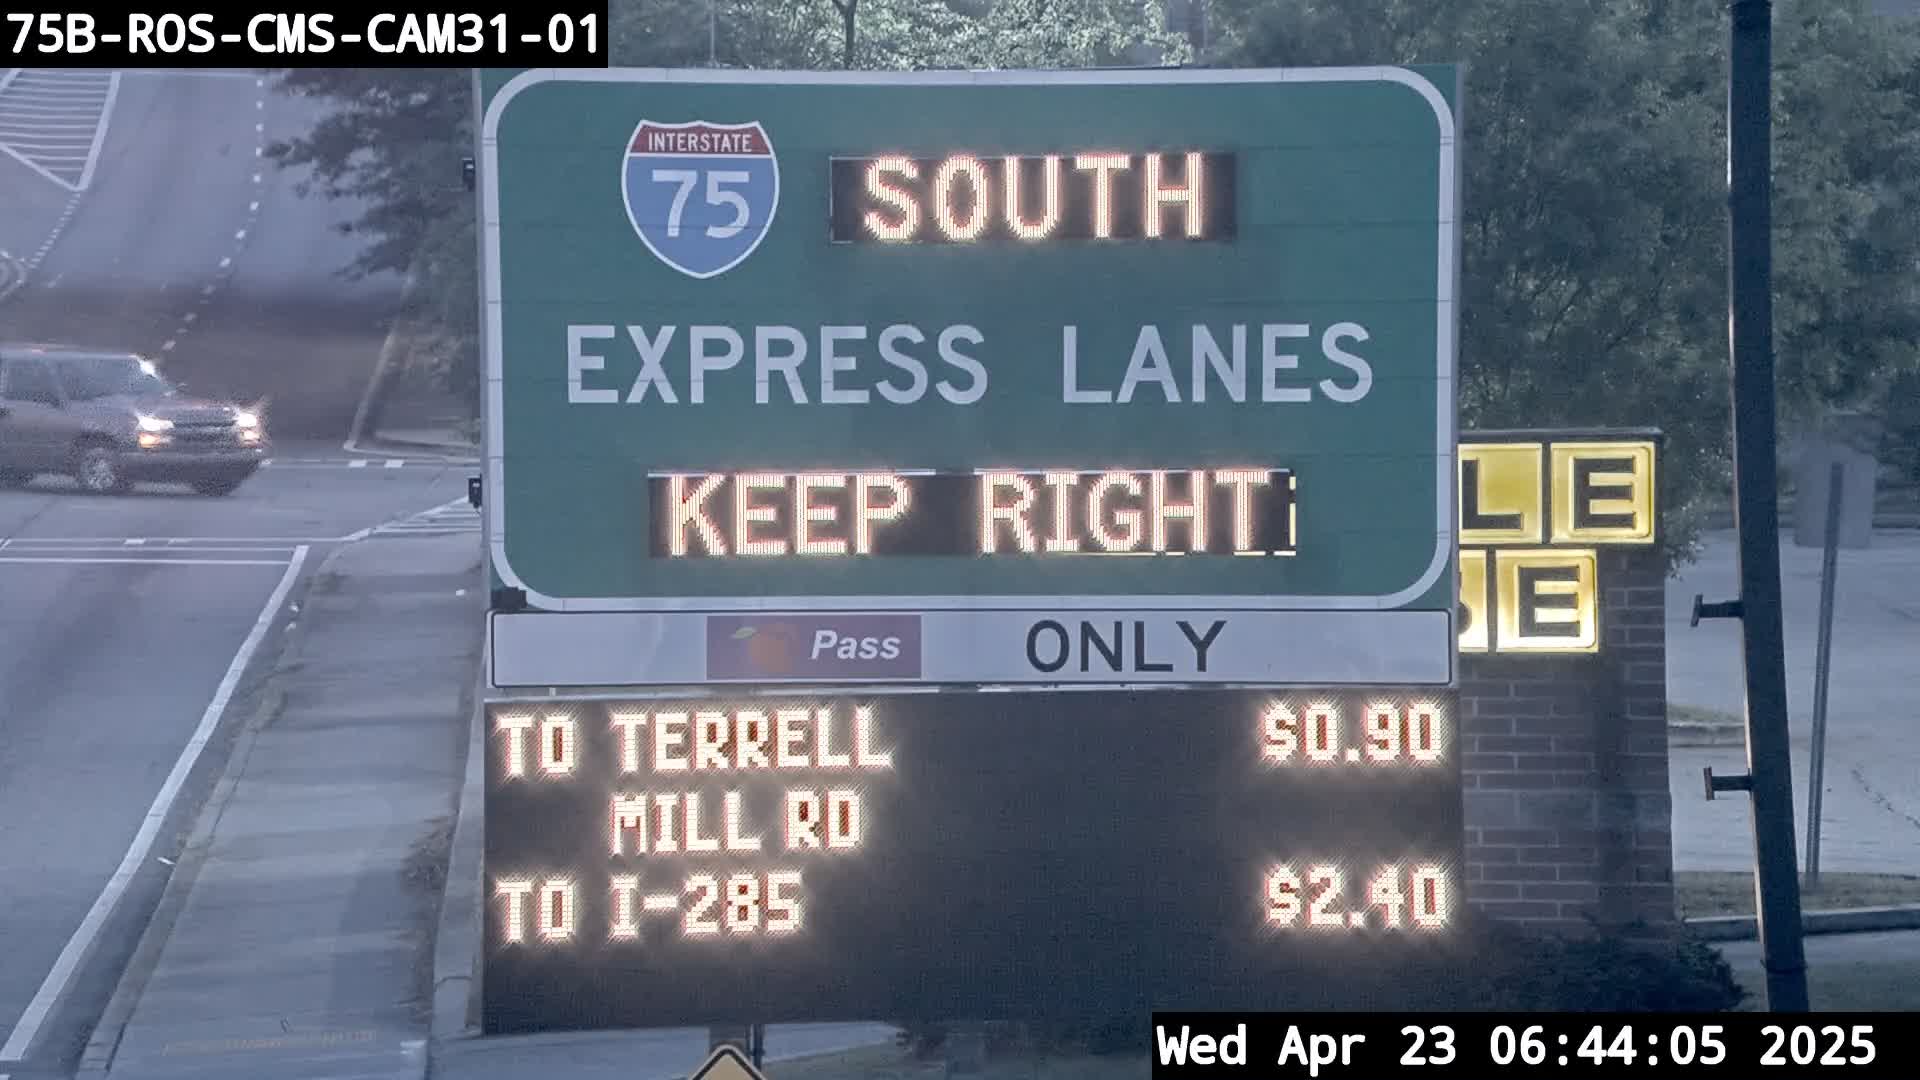 75B-ROS-CMS-CAM31-01
INTERSTATE
75
SOUTH
EXPRESS LANES
KEEP RIGHT
Pass ONLY
TO TERRELL $0.90
MILL RD
TO I-285 $2.40
LE
E
Wed Apr 23 06:44:05 2025